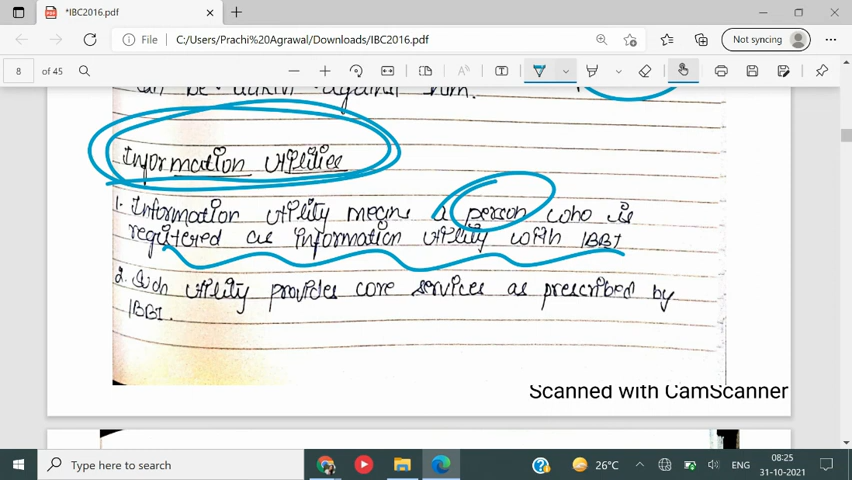 *IBC2016.pdf
File
C:/Users/Prachi%20Agrawal/Downloads/IBC2016.pdf
Not syncing
8 of 45
against him.
Information Utilities
1. Information utility means a person who is
registered as information utility with IBBI
2. Such utility provides core services as prescribed by
IBBI.
Scanned with CamScanner
Type here to search
26°C
ENG
08:25
31-10-2021